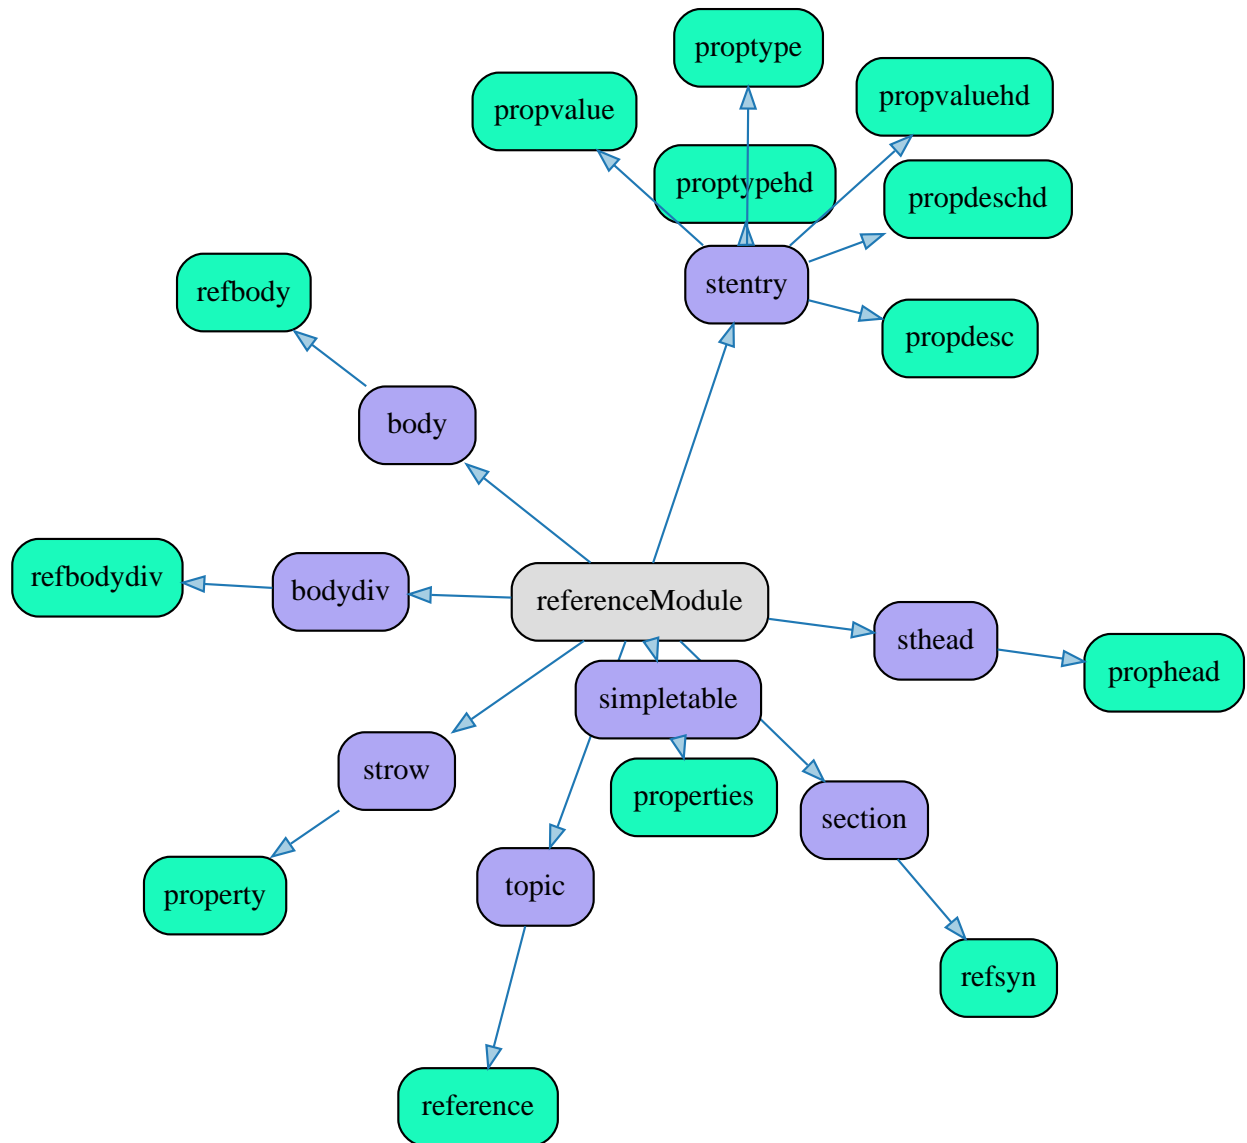 proptype
propvalue
propvaluehd
proptypehd
propdeschd
stentry
refbody
propdesc
body
refbodydiv
bodydiv
referenceModule
sthead
prophead
simpletable
strow
properties
section
property
topic
refsyn
reference